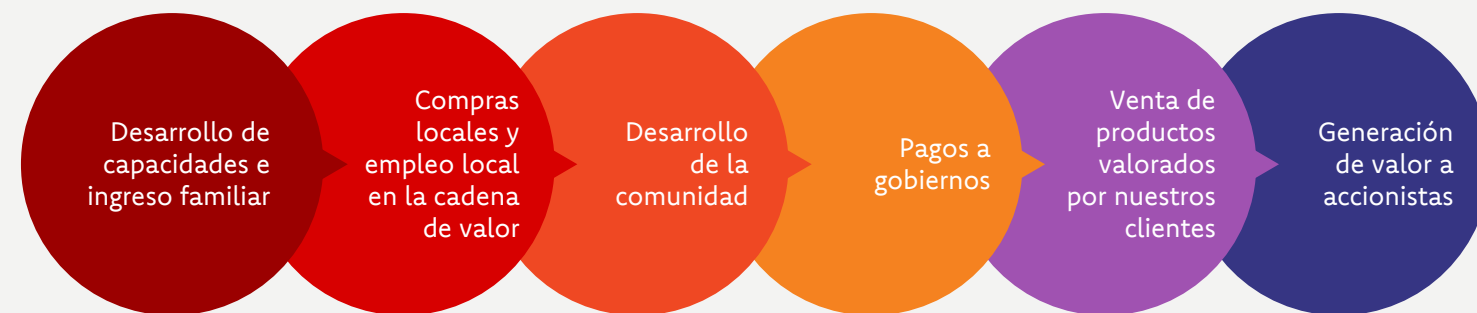 Desarrollo de
capacidades e
ingreso familiar
Compras
locales y
empleo local
en la cadena
de valor
Desarrollo
de la
comunidad
Pagos a
gobiernos
Venta de
productos
valorados
por nuestros
clientes
Generación
de valor a
accionistas